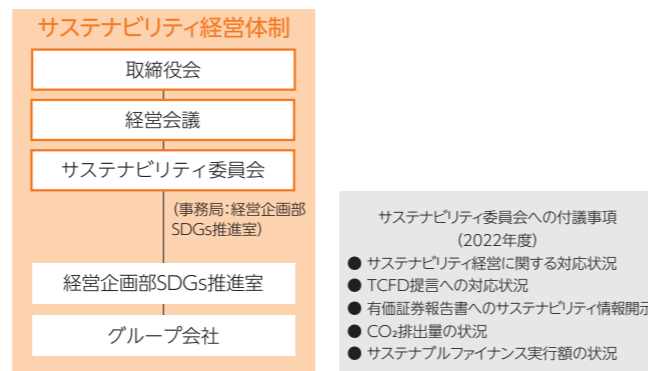 サステナビリティ経営体制
取締役会
経営会議
サステナビリティ委員会
(事務局:経営企画部
SDGs推進室)
経営企画部SDGs推進室
グループ会社
サステナビリティ委員会への付議事項
(2022年度)
● サステナビリティ経営に関する対応状況
● TCFD提言への対応状況
● 有価証券報告書へのサステナビリティ情報開示
● CO₂排出量の状況
● サステナブルファイナンス実行額の状況